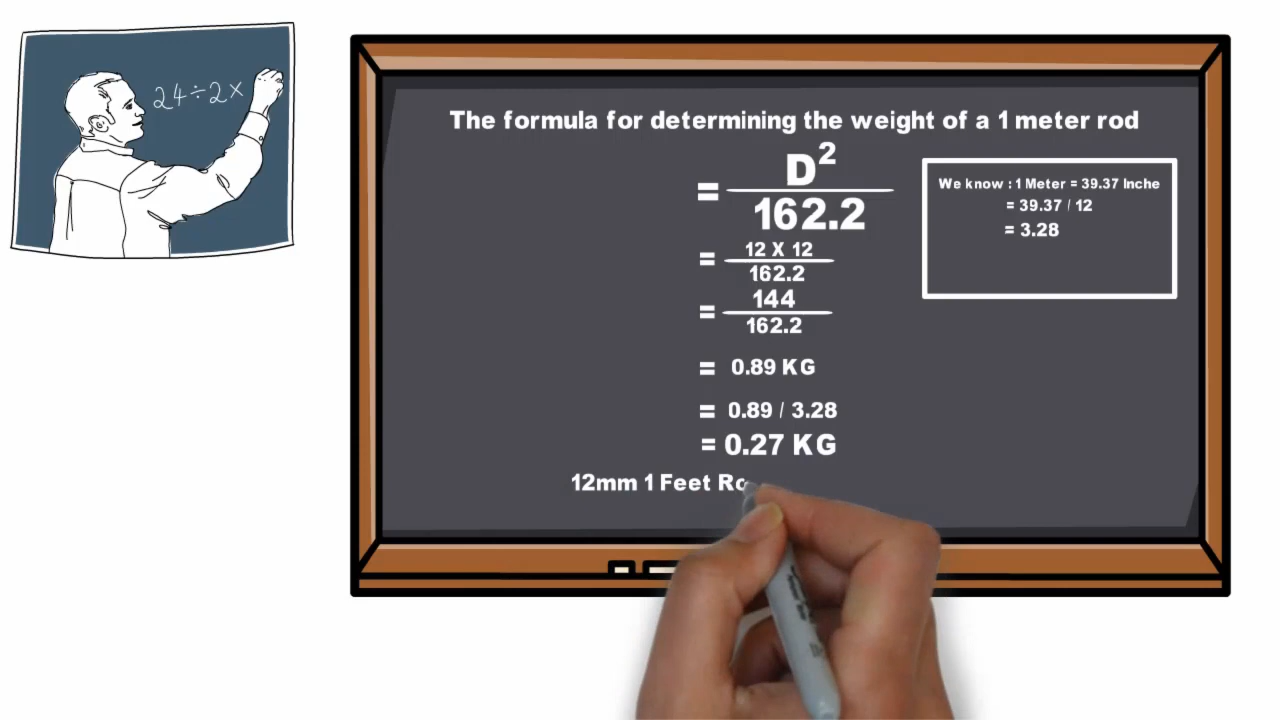 24÷2×
The formula for determining the weight of a 1 meter rod
= D²
162.2
= 12 X 12
162.2
= 144
162.2
= 0.89 KG
= 0.89 / 3.28
= 0.27 KG
12mm 1 Feet Ro
We know : 1 Meter = 39.37 Inche
= 39.37 / 12
= 3.28